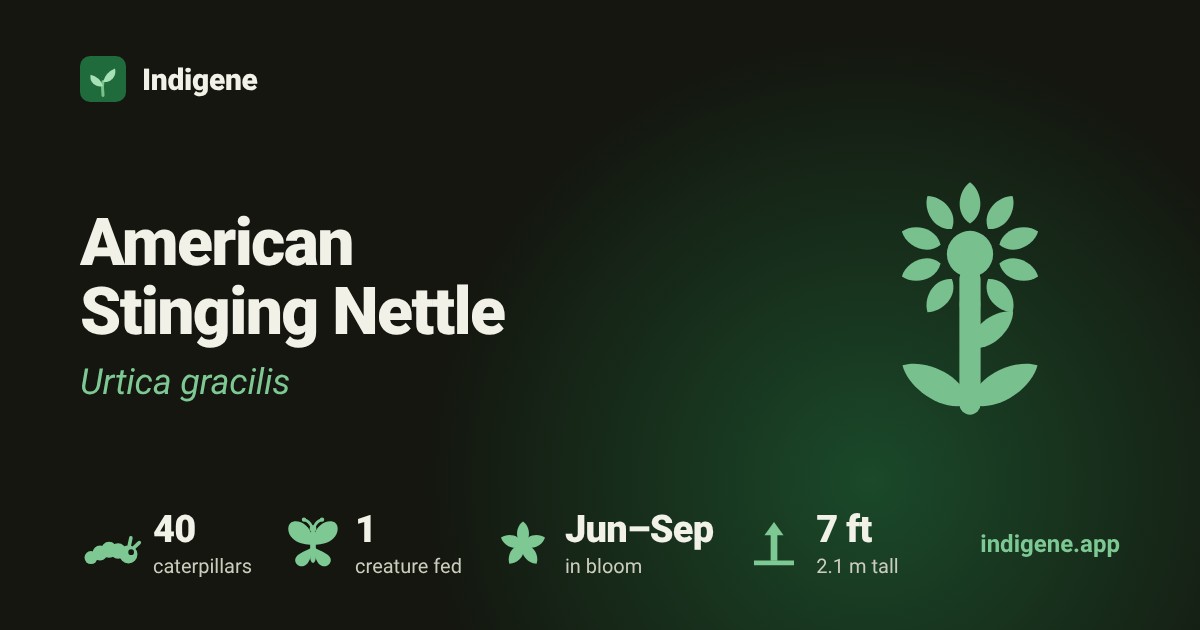 Indigene
American
Stinging Nettle
Urtica gracilis
40
caterpillars
1
creature fed
Jun–Sep
in bloom
7 ft
2.1 m tall
indigene.app